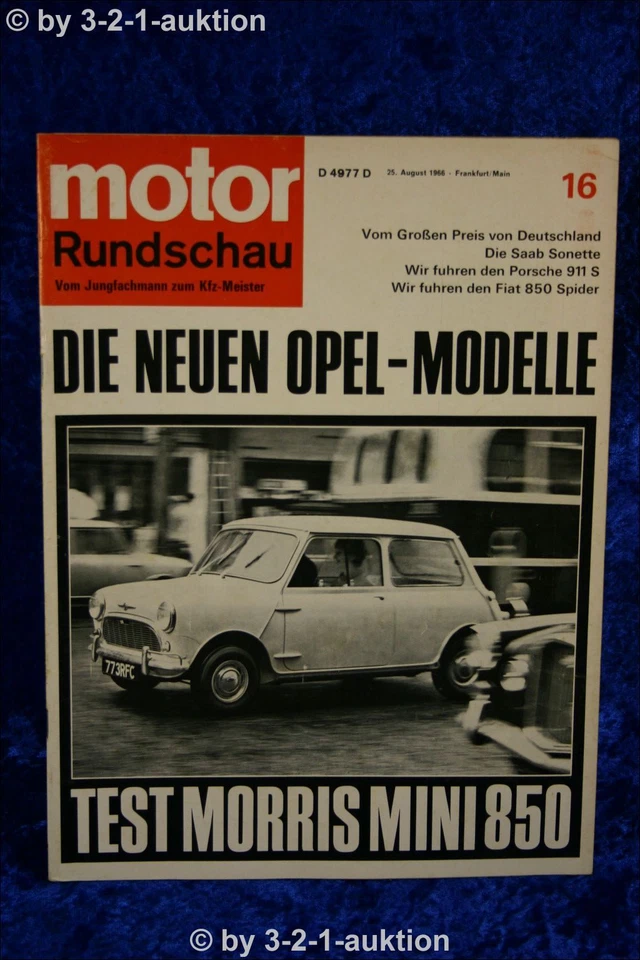 © by 3-2-1-auktion
motor
Rundschau
Vom Jungfachmann zum Kfz-Meister
D 4977 D
25. August 1966 - Frankfurt/Main
16
Vom Großen Preis von Deutschland
Die Saab Sonette
Wir fuhren den Porsche 911 S
Wir fuhren den Fiat 850 Spider
DIE NEUEN OPEL-MODELLE
773RFC
TEST MORRIS MINI 850
© by 3-2-1-auktion